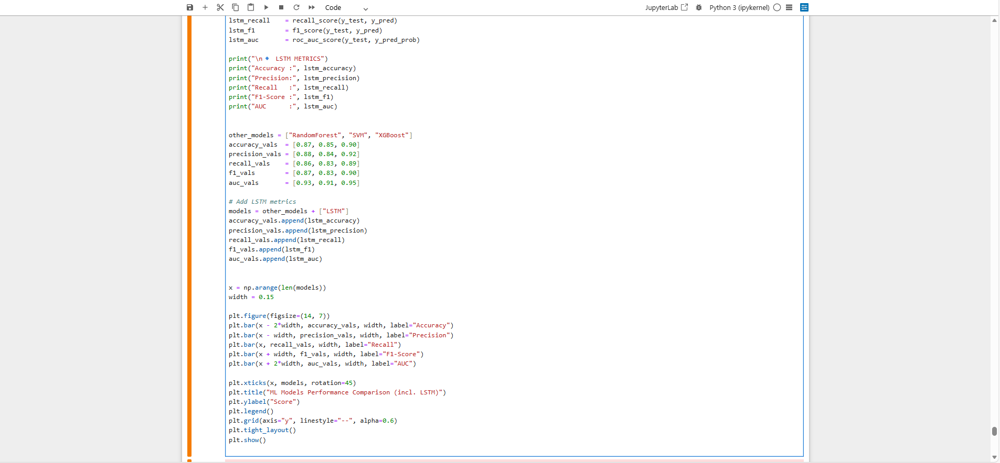 Code
JupyterLab
Python 3 (ipykernel)
lstm_recall    = recall_score(y_test, y_pred)
lstm_f1        = f1_score(y_test, y_pred)
lstm_auc       = roc_auc_score(y_test, y_pred_prob)
print("\n🔹 LSTM METRICS")
print("Accuracy :", lstm_accuracy)
print("Precision:", lstm_precision)
print("Recall   :", lstm_recall)
print("F1-Score :", lstm_f1)
print("AUC      :", lstm_auc)
other_models = ["RandomForest", "SVM", "XGBoost"]
accuracy_vals  = [0.87, 0.85, 0.90]
precision_vals = [0.88, 0.84, 0.92]
recall_vals    = [0.86, 0.83, 0.89]
f1_vals        = [0.87, 0.83, 0.90]
auc_vals       = [0.93, 0.91, 0.95]
# Add LSTM metrics
models = other_models + ["LSTM"]
accuracy_vals.append(lstm_accuracy)
precision_vals.append(lstm_precision)
recall_vals.append(lstm_recall)
f1_vals.append(lstm_f1)
auc_vals.append(lstm_auc)
x = np.arange(len(models))
width = 0.15
plt.figure(figsize=(14, 7))
plt.bar(x - 2*width, accuracy_vals, width, label="Accuracy")
plt.bar(x - width, precision_vals, width, label="Precision")
plt.bar(x, recall_vals, width, label="Recall")
plt.bar(x + width, f1_vals, width, label="F1-Score")
plt.bar(x + 2*width, auc_vals, width, label="AUC")
plt.xticks(x, models, rotation=45)
plt.title("ML Models Performance Comparison (incl. LSTM)")
plt.ylabel("Score")
plt.legend()
plt.grid(axis="y", linestyle="--", alpha=0.6)
plt.tight_layout()
plt.show()